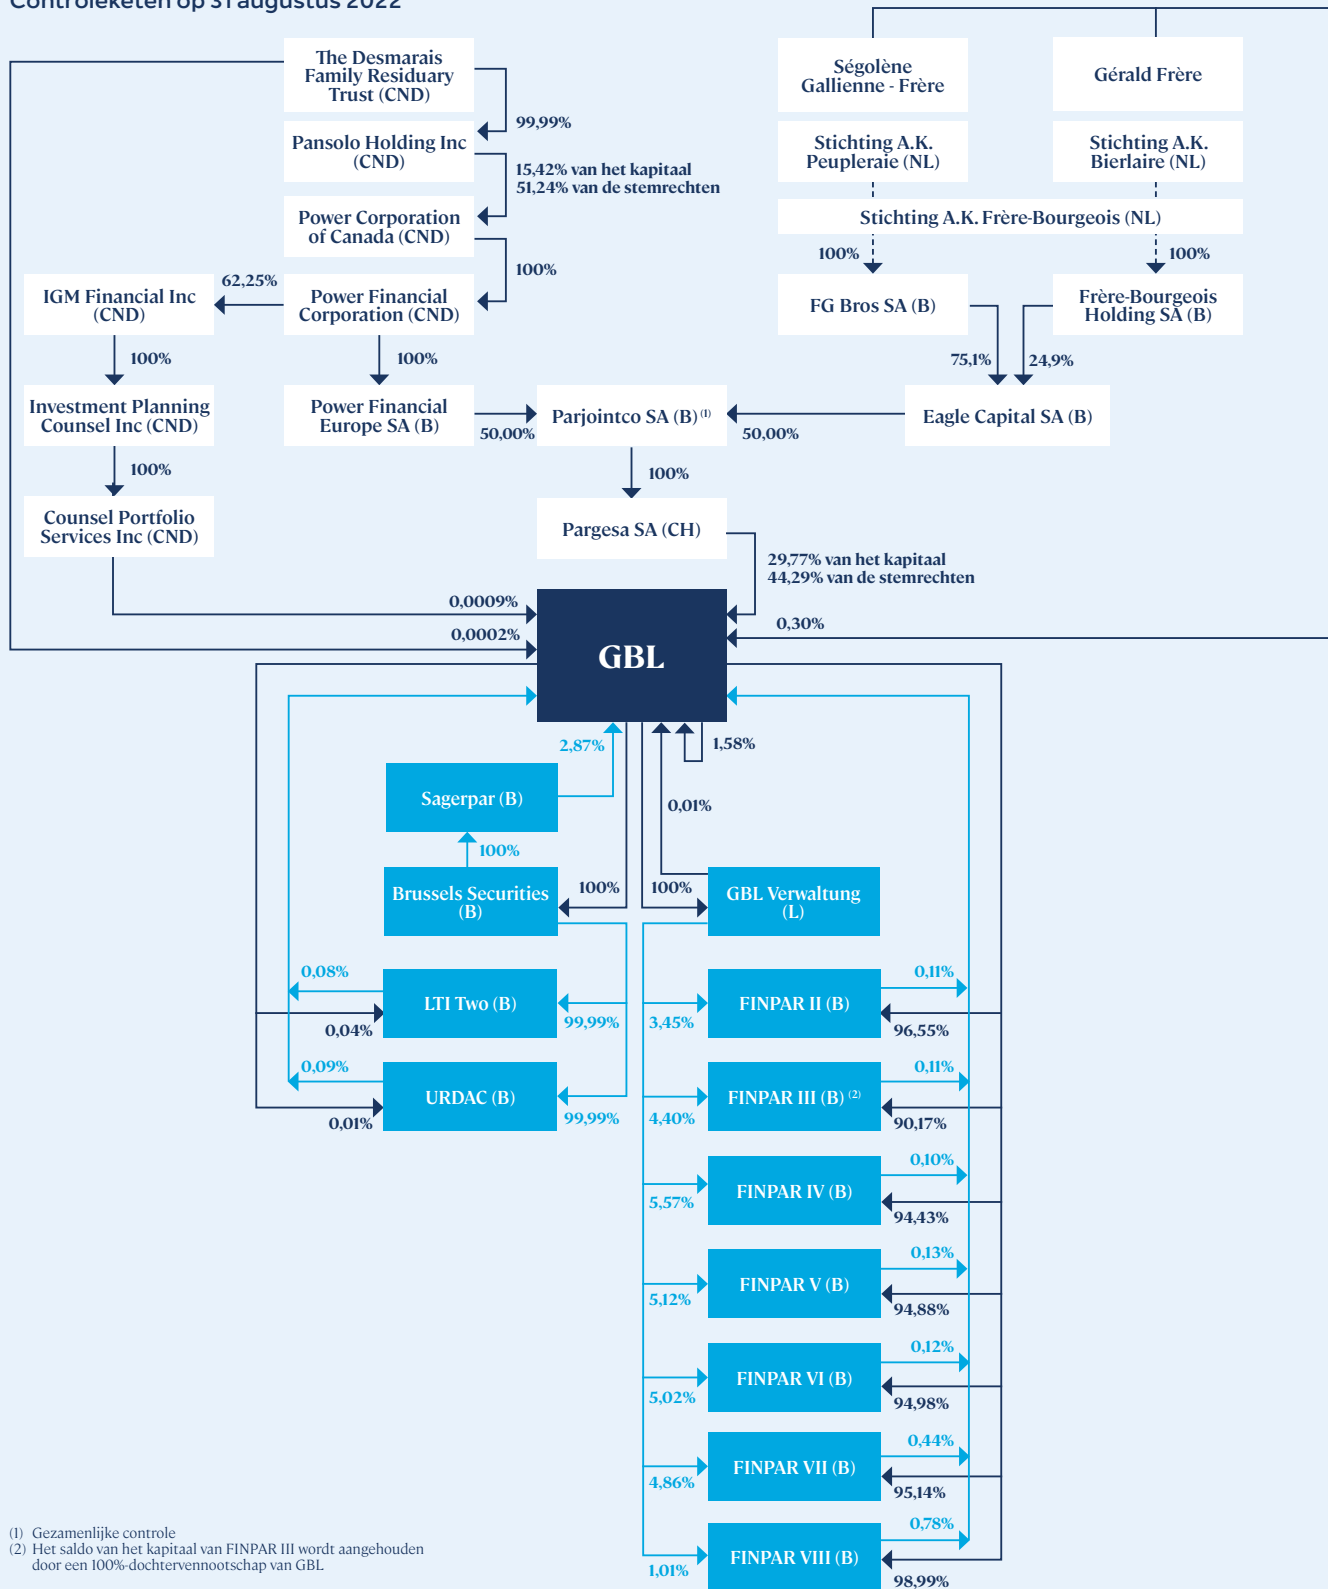 Controleketen op 31 augustus 2022
The Desmarais
Family Residuary
Trust (CND)
99,99%
Pansolo Holding Inc
(CND)
15,42% van het kapitaal
51,24% van de stemrechten
Power Corporation
of Canada (CND)
100%
Power Financial
Corporation (CND)
62,25%
IGM Financial Inc
(CND)
100%
Investment Planning
Counsel Inc (CND)
100%
Counsel Portfolio
Services Inc (CND)
100%
Power Financial
Europe SA (B)
50,00%
Ségolène
Gallienne - Frère
Gérald Frère
Stichting A.K.
Peupleraie (NL)
Stichting A.K.
Bierlaire (NL)
Stichting A.K. Frère-Bourgeois (NL)
100%
100%
FG Bros SA (B)
Frère-Bourgeois
Holding SA (B)
75,1%
24,9%
Parjointco SA (B) (1)
50,00%
Eagle Capital SA (B)
100%
Pargesa SA (CH)
29,77% van het kapitaal
44,29% van de stemrechten
0,0009%
0,0002%
0,30%
GBL
2,87%
1,58%
Sagerpar (B)
0,01%
100%
Brussels Securities
(B)
100%
100%
GBL Verwaltung
(L)
0,08%
LTI Two (B)
0,04%
99,99%
0,09%
URDAC (B)
0,01%
99,99%
0,11%
FINPAR II (B)
3,45%
96,55%
0,11%
FINPAR III (B) (2)
4,40%
90,17%
0,10%
FINPAR IV (B)
5,57%
94,43%
0,13%
FINPAR V (B)
5,12%
94,88%
0,12%
FINPAR VI (B)
5,02%
94,98%
0,44%
FINPAR VII (B)
4,86%
95,14%
0,78%
FINPAR VIII (B)
1,01%
98,99%
(1) Gezamenlijke controle
(2) Het saldo van het kapitaal van FINPAR III wordt aangehouden
door een 100%-dochtervennootschap van GBL